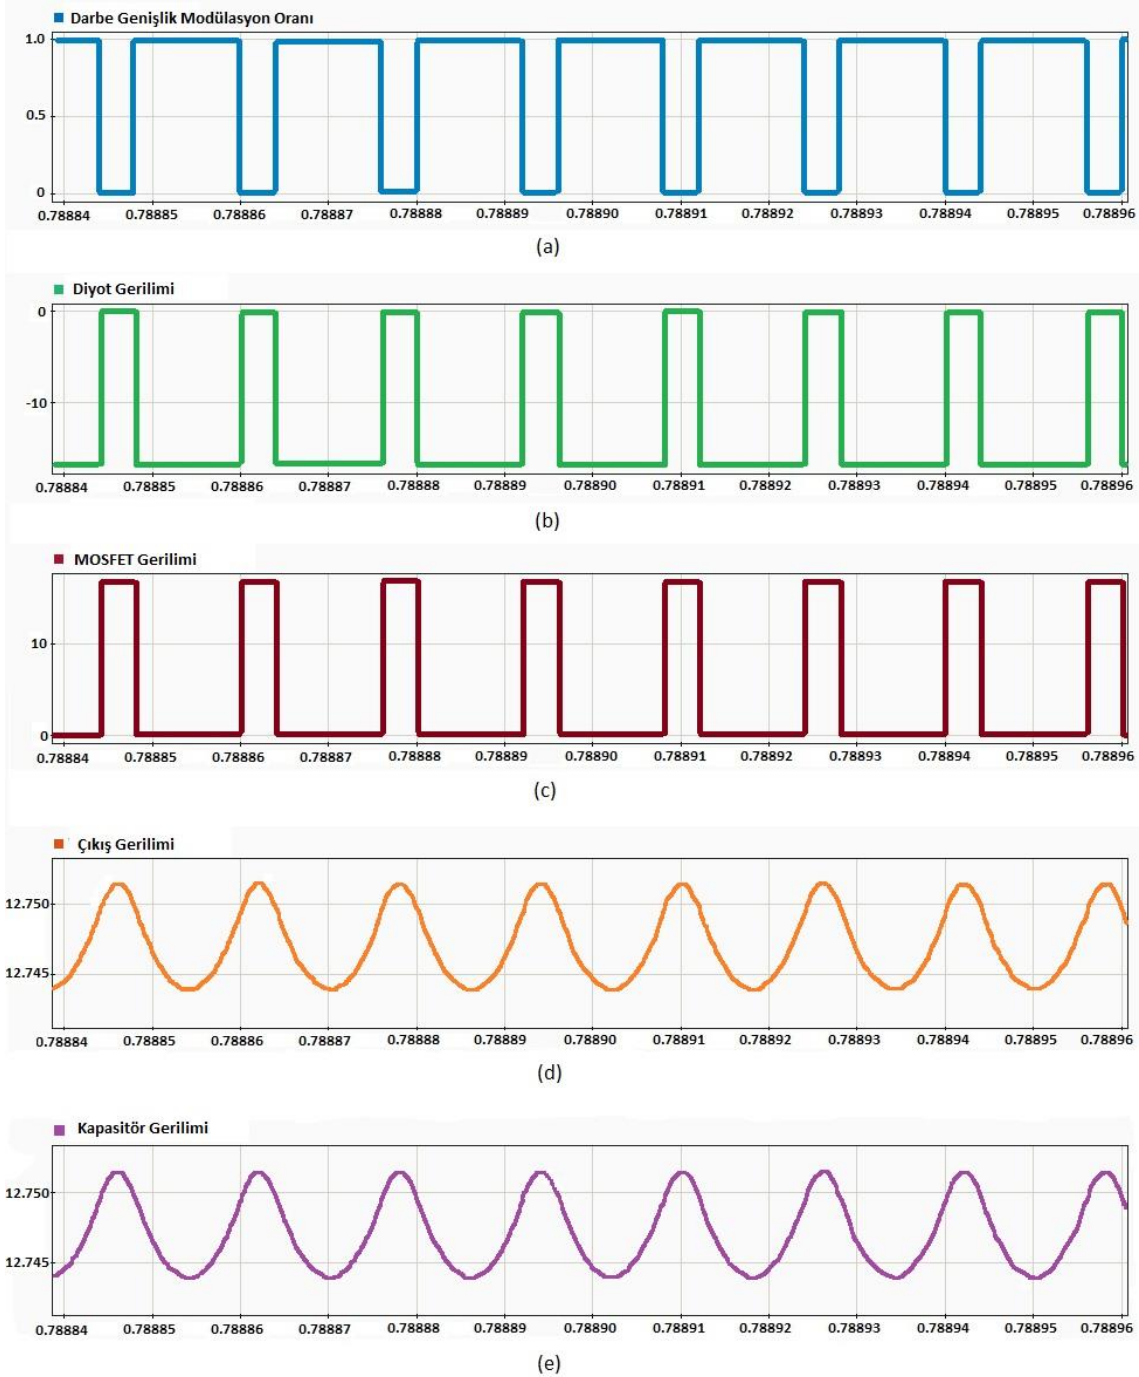 Darbe Genişlik Modülasyon Oranı
1.0
0.5
0
0.78884 0.78885 0.78886 0.78887 0.78888 0.78889 0.78890 0.78891 0.78892 0.78893 0.78894 0.78895 0.78896
(a)
Diyot Gerilimi
0
-10
0.78884 0.78885 0.78886 0.78887 0.78888 0.78889 0.78890 0.78891 0.78892 0.78893 0.78894 0.78895 0.78896
(b)
MOSFET Gerilimi
10
0
0.78884 0.78885 0.78886 0.78887 0.78888 0.78889 0.78890 0.78891 0.78892 0.78893 0.78894 0.78895 0.78896
(c)
Çıkış Gerilimi
12.750
12.745
0.78884 0.78885 0.78886 0.78887 0.78888 0.78889 0.78890 0.78891 0.78892 0.78893 0.78894 0.78895 0.78896
(d)
Kapasitör Gerilimi
12.750
12.745
0.78884 0.78885 0.78886 0.78887 0.78888 0.78889 0.78890 0.78891 0.78892 0.78893 0.78894 0.78895 0.78896
(e)